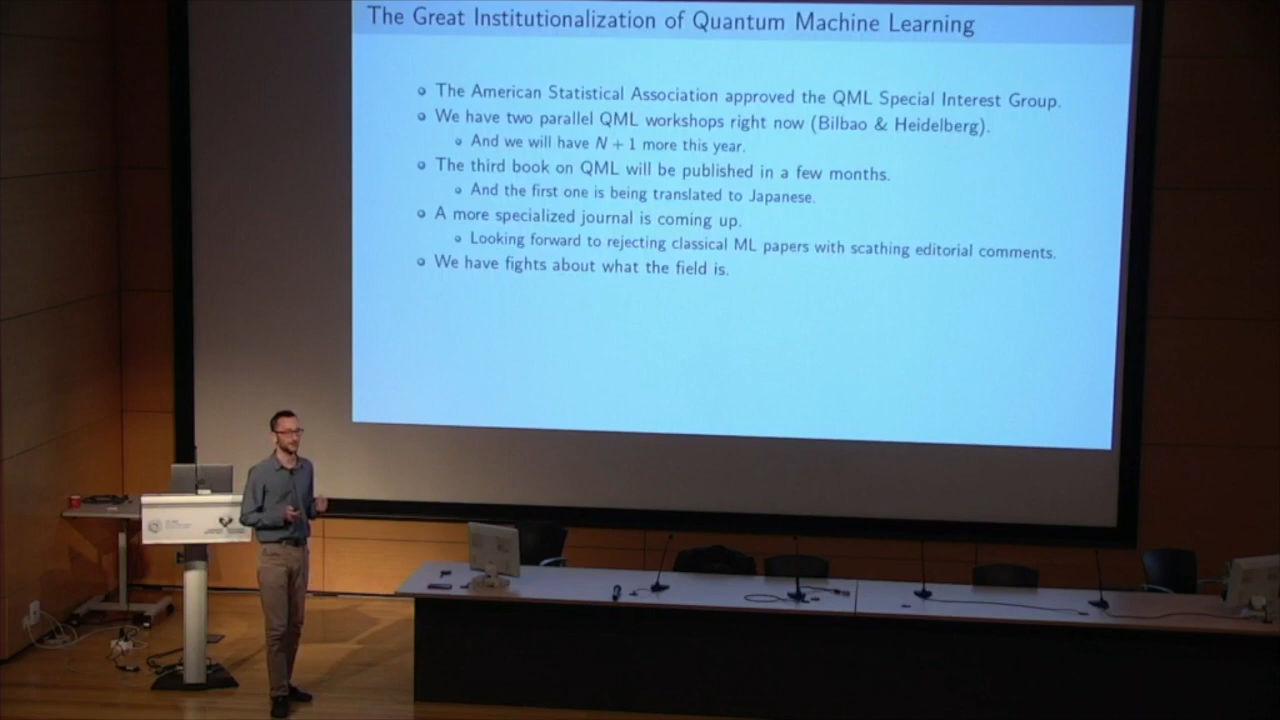 The Great Institutionalization of Quantum Machine Learning
The American Statistical Association approved the QML Special Interest Group.
We have two parallel QML workshops right now (Bilbao & Heidelberg).
And we will have N + 1 more this year.
The third book on QML will be published in a few months.
And the first one is being translated to Japanese.
A more specialized journal is coming up.
Looking forward to rejecting classical ML papers with scathing editorial comments.
We have fights about what the field is.